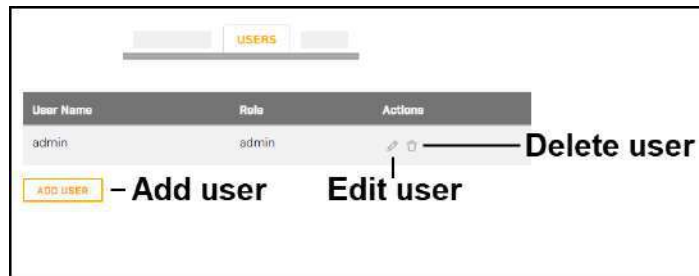 USERS
User Name Role Actions
admin admin
Delete user
ADD USER Add user Edit user